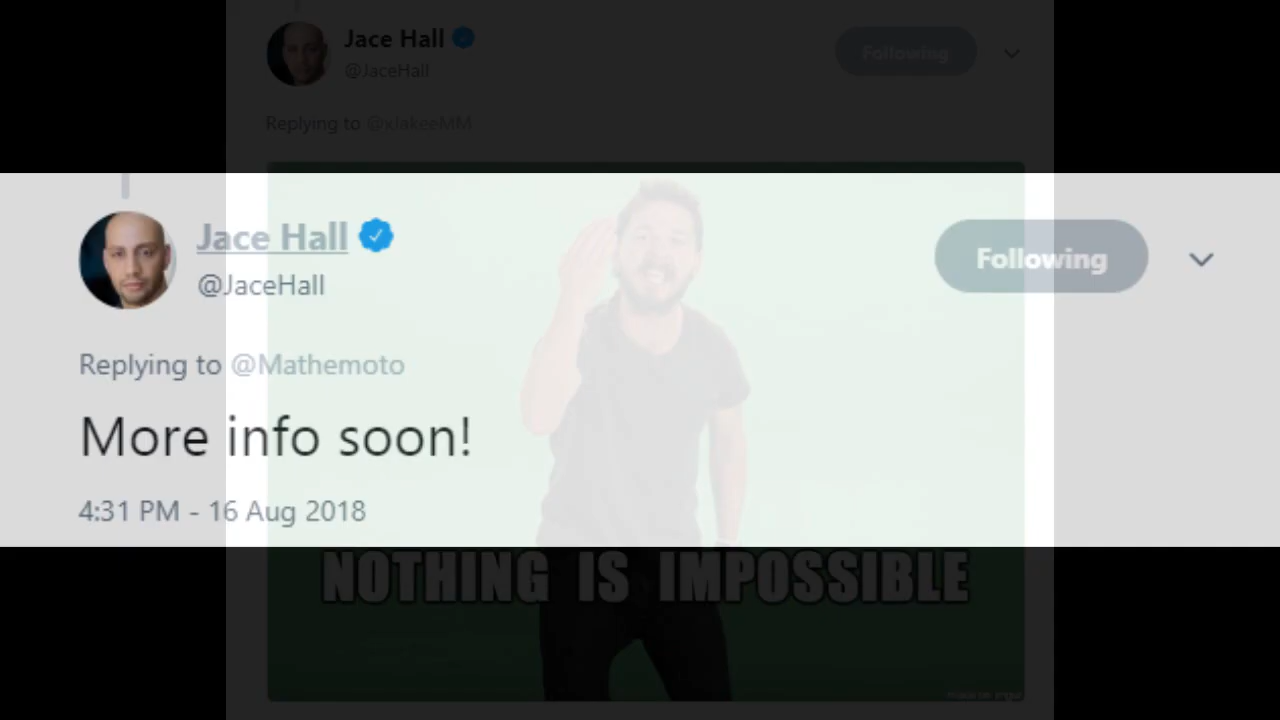 Jace Hall
@JaceHall
Following
Replying to @xJakeeMM
Jace Hall
@JaceHall
Following
Replying to @Mathemoto
More info soon!
4:31 PM - 16 Aug 2018
NOTHING IS IMPOSSIBLE